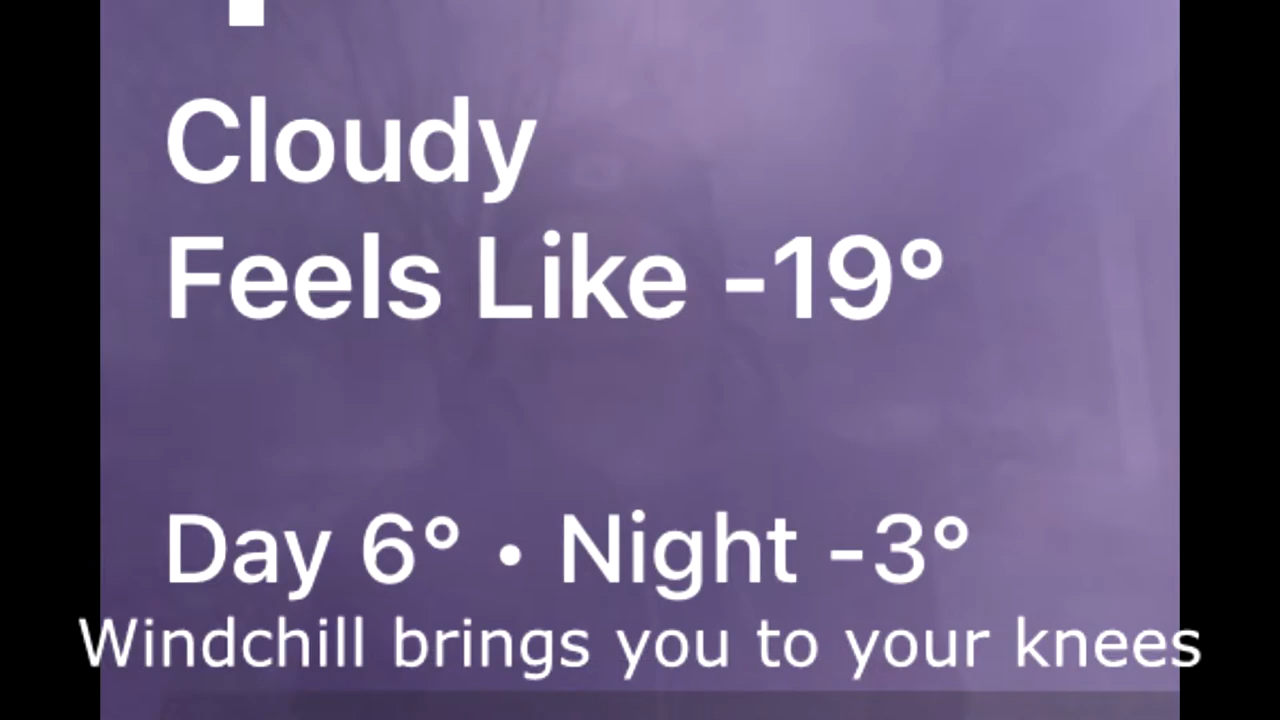 Cloudy
Feels Like -19°
Day 6° • Night -3°
Windchill brings you to your knees